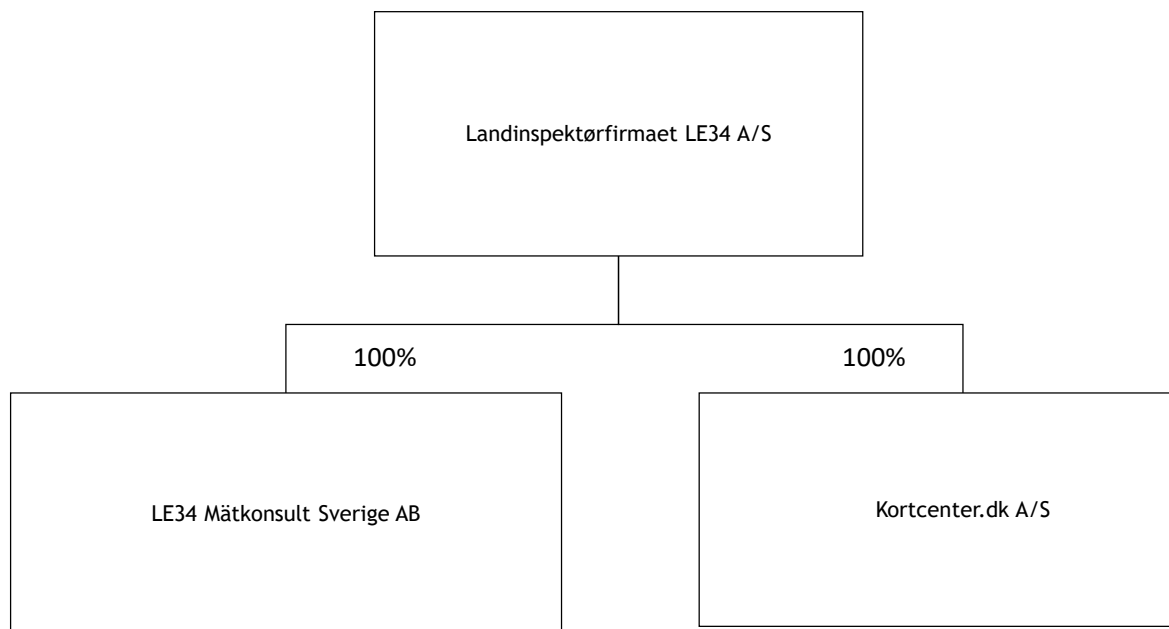 Landinspektørfirmaet LE34 A/S
100%
100%
LE34 Mätkonsult Sverige AB
Kortcenter.dk A/S